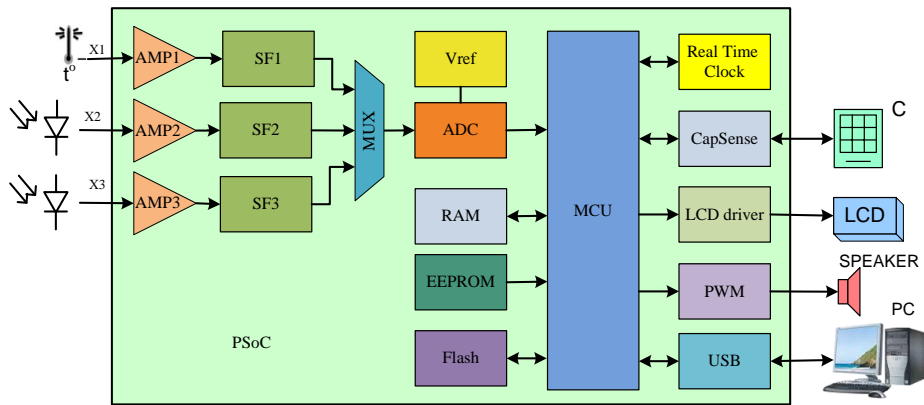 X1
AMP1
SF1
Vref
Real Time
Clock
t°
X2
AMP2
SF2
MUX
ADC
CapSense
C
X3
AMP3
SF3
RAM
MCU
LCD driver
LCD
SPEAKER
EEPROM
PWM
PC
PSoC
Flash
USB